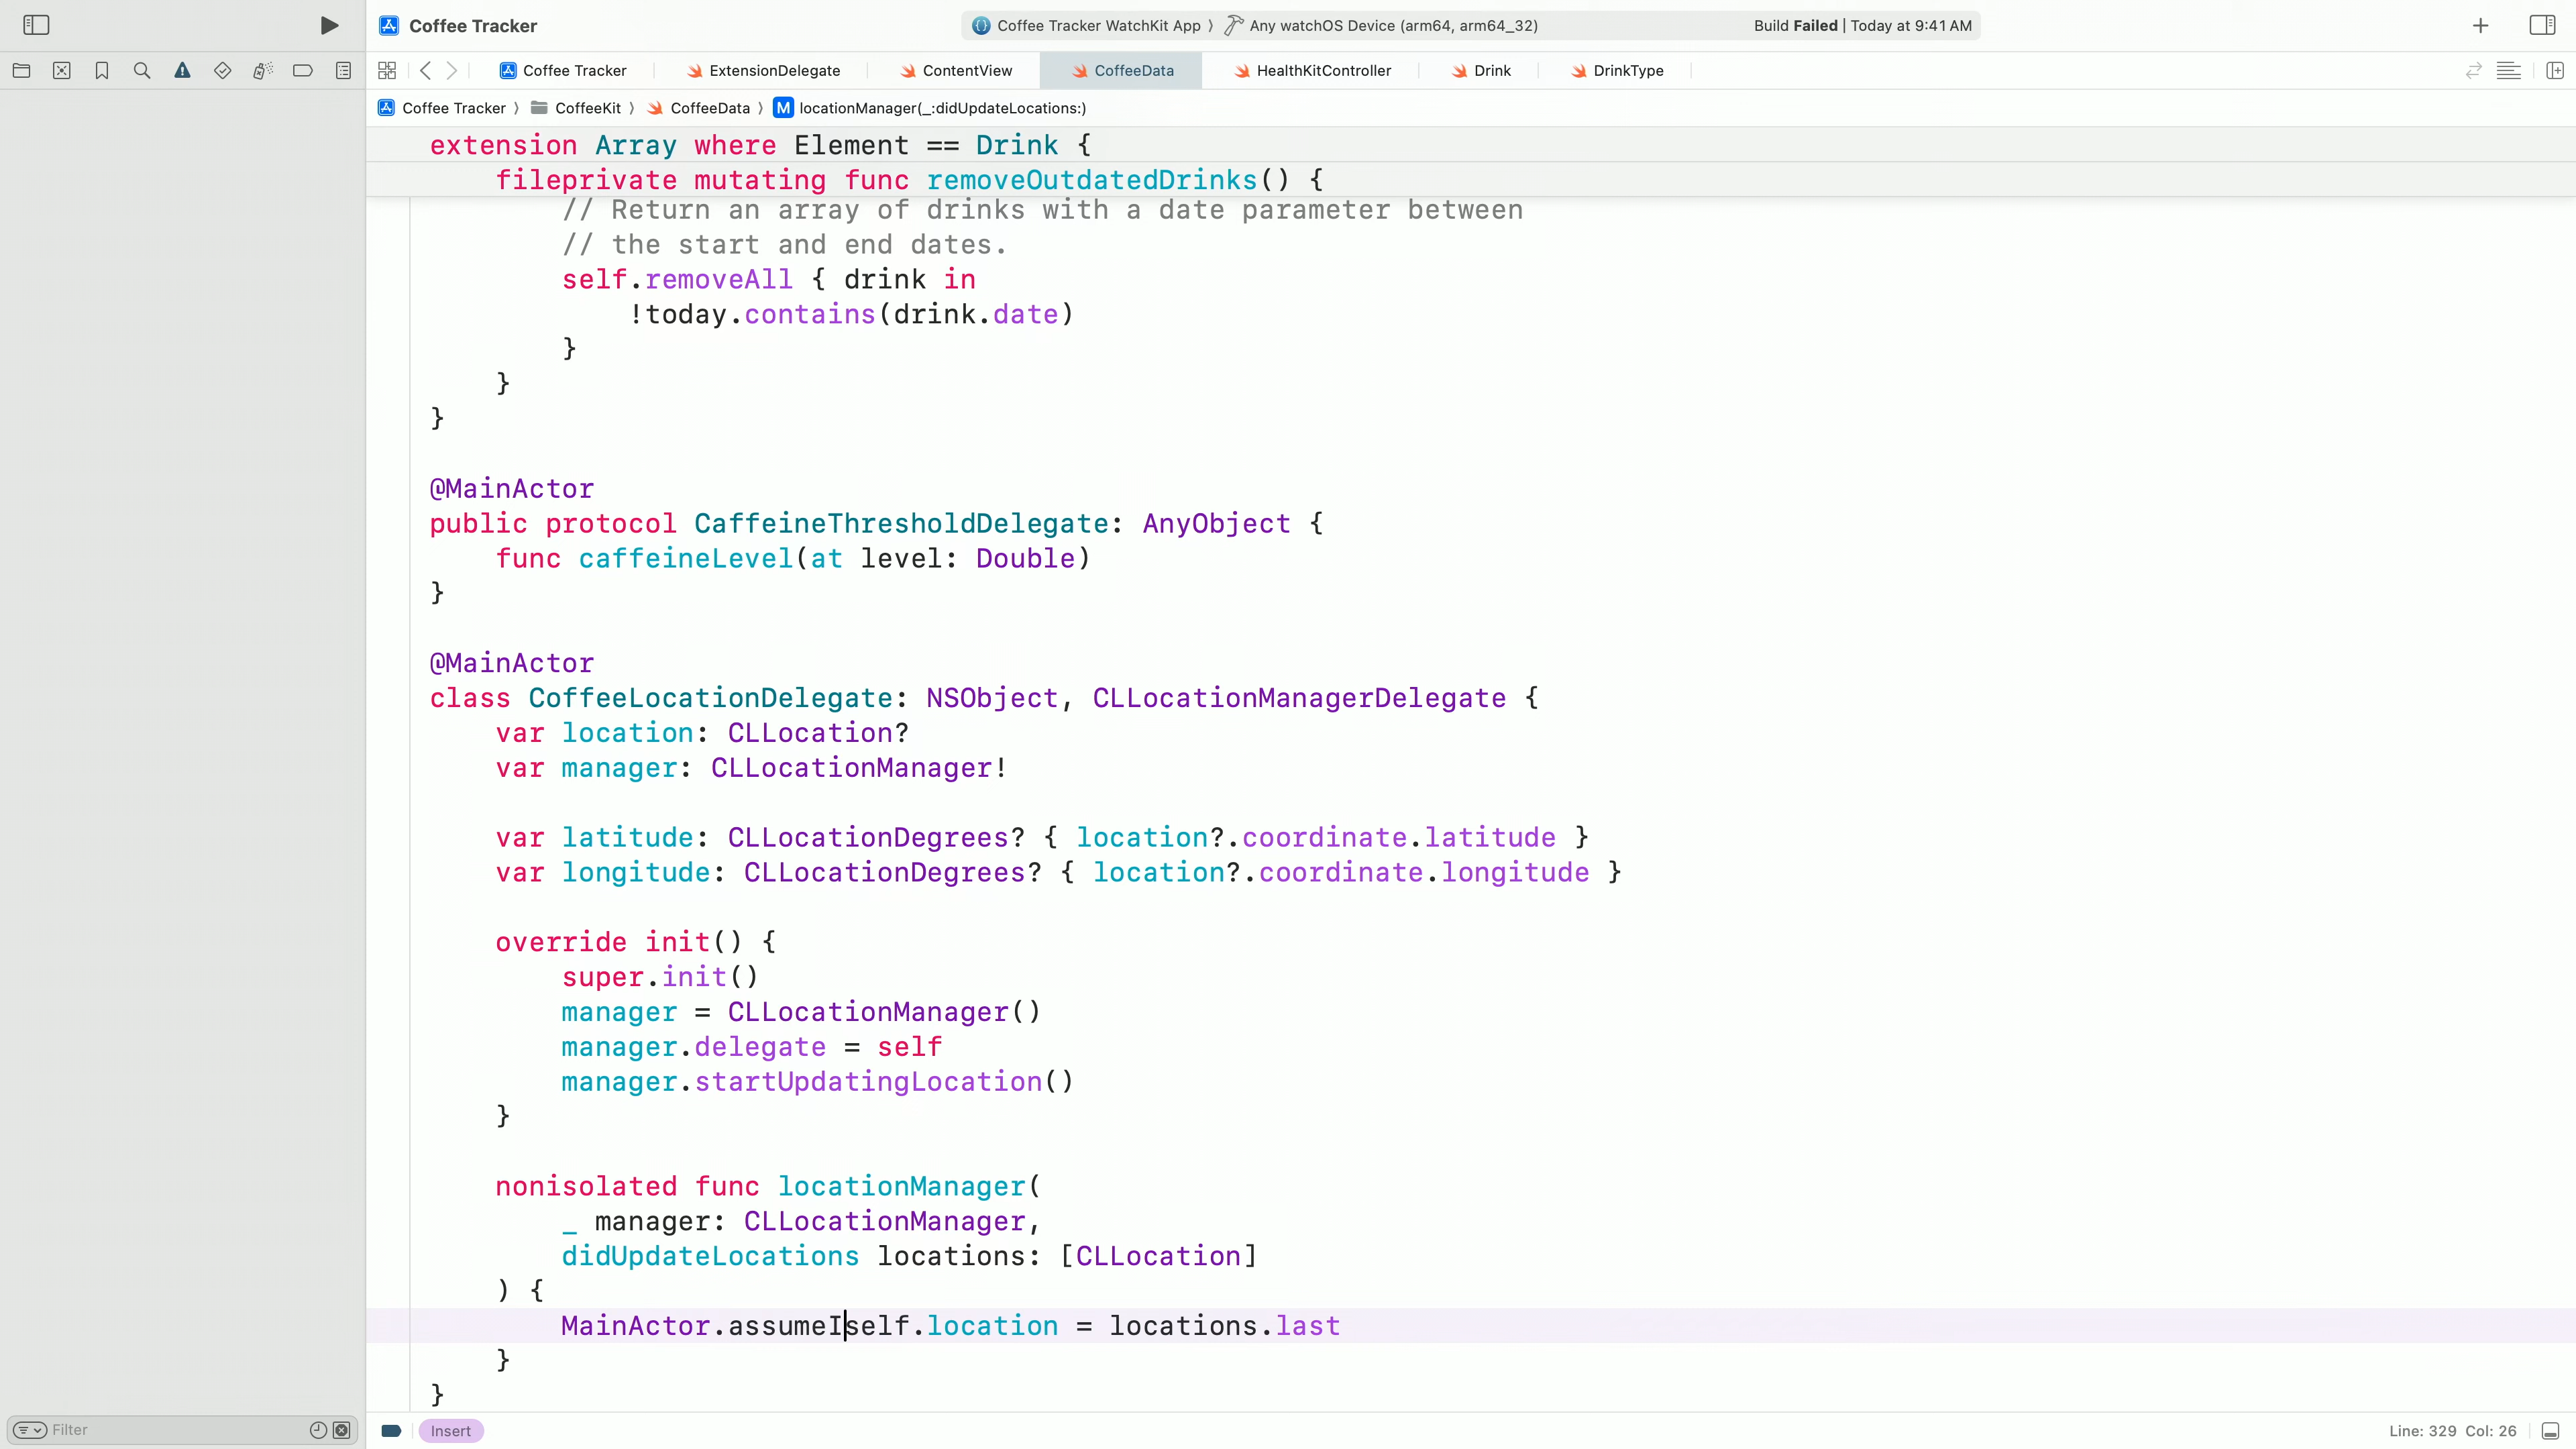 Coffee Tracker
Coffee Tracker WatchKit App 〉 Any watchOS Device (arm64, arm64_32)
Build Failed | Today at 9:41 AM
Coffee Tracker
ExtensionDelegate
ContentView
CoffeeData
HealthKitController
Drink
DrinkType
Coffee Tracker 〉 CoffeeKit 〉 CoffeeData 〉 M locationManager(_:didUpdateLocations:)
extension Array where Element == Drink {
fileprivate mutating func removeOutdatedDrinks() {
// Return an array of drinks with a date parameter between
// the start and end dates.
self.removeAll { drink in
!today.contains(drink.date)
}
}
}
@MainActor
public protocol CaffeineThresholdDelegate: AnyObject {
func caffeineLevel(at level: Double)
}
@MainActor
class CoffeeLocationDelegate: NSObject, CLLocationManagerDelegate {
var location: CLLocation?
var manager: CLLocationManager!
var latitude: CLLocationDegrees? { location?.coordinate.latitude }
var longitude: CLLocationDegrees? { location?.coordinate.longitude }
override init() {
super.init()
manager = CLLocationManager()
manager.delegate = self
manager.startUpdatingLocation()
}
nonisolated func locationManager(
_ manager: CLLocationManager,
didUpdateLocations locations: [CLLocation]
) {
MainActor.assumeIself.location = locations.last
}
}
Filter
Insert
Line: 329 Col: 26